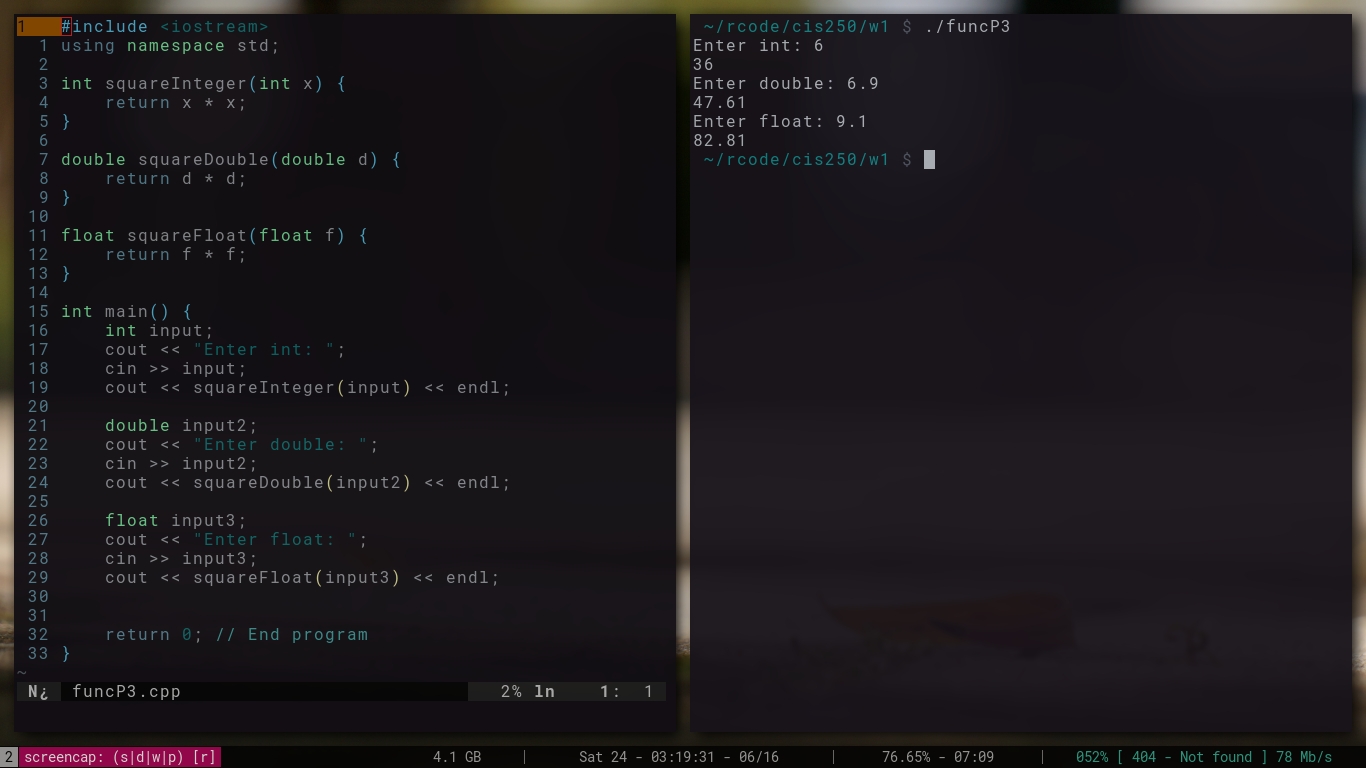 1 #include <iostream>
1 using namespace std;
2
3 int squareInteger(int x) {
4     return x * x;
5 }
6
7 double squareDouble(double d) {
8     return d * d;
9 }
10
11 float squareFloat(float f) {
12     return f * f;
13 }
14
15 int main() {
16     int input;
17     cout << "Enter int: ";
18     cin >> input;
19     cout << squareInteger(input) << endl;
20
21     double input2;
22     cout << "Enter double: ";
23     cin >> input2;
24     cout << squareDouble(input2) << endl;
25
26     float input3;
27     cout << "Enter float: ";
28     cin >> input3;
29     cout << squareFloat(input3) << endl;
30
31
32     return 0; // End program
33 }
~
N¿ funcP3.cpp 2% ln 1: 1
~/rcode/cis250/w1 $ ./funcP3
Enter int: 6
36
Enter double: 6.9
47.61
Enter float: 9.1
82.81
~/rcode/cis250/w1 $
2 screencap: (s|d|w|p) [r] 4.1 GB | Sat 24 - 03:19:31 - 06/16 | 76.65% - 07:09 | 052% [ 404 - Not found ] 78 Mb/s